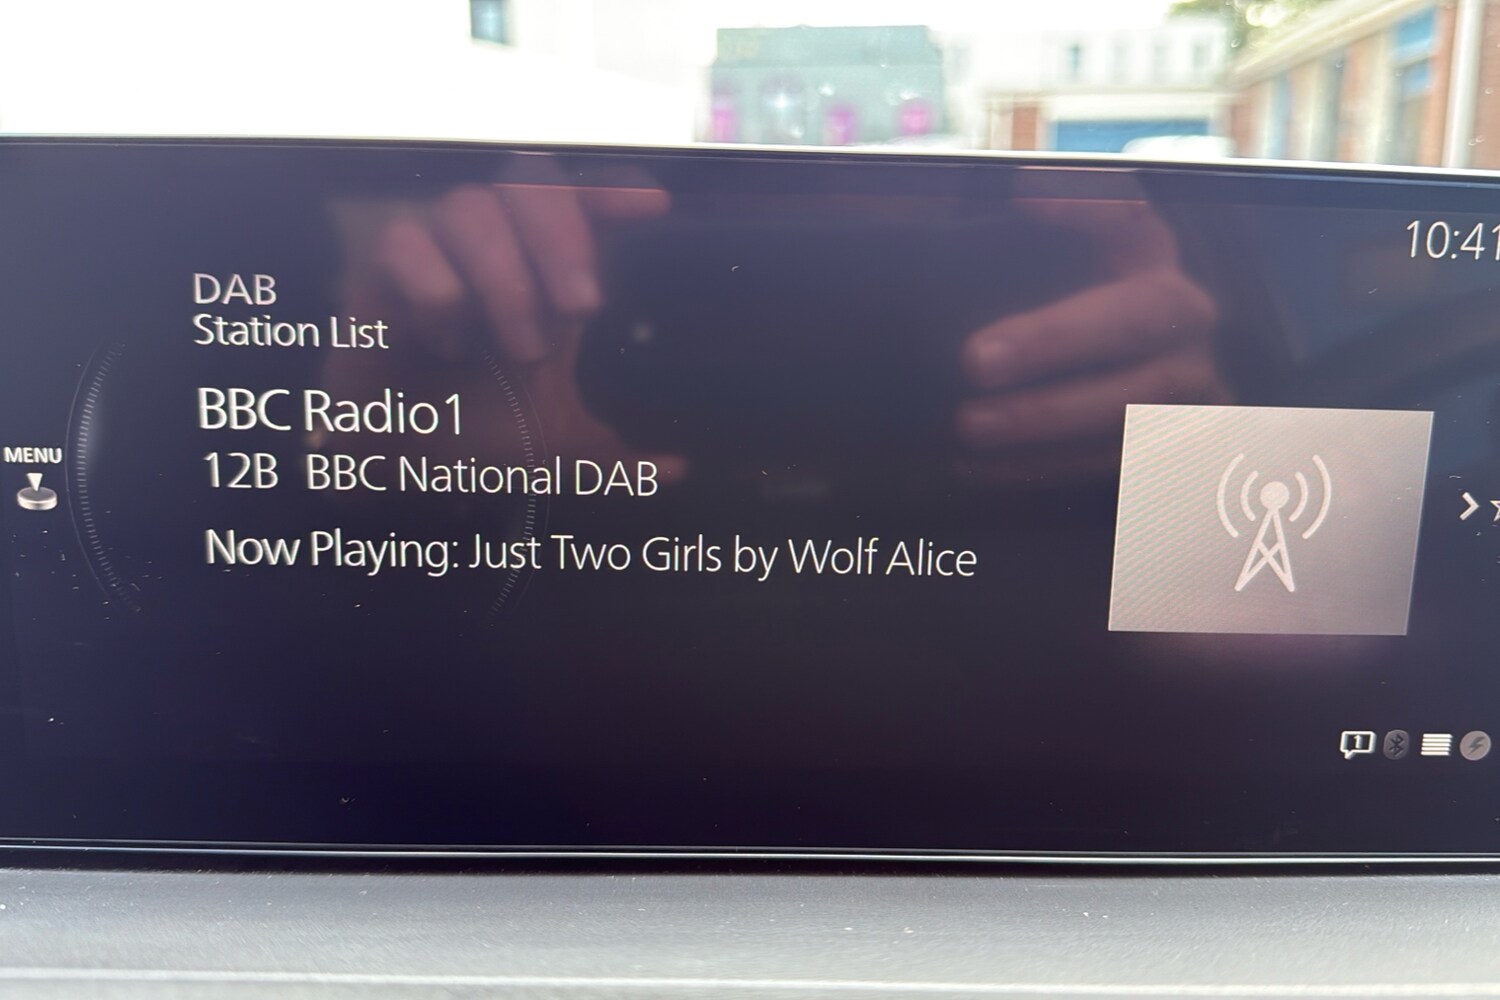 10:41
DAB
Station List
BBC Radio1
12B BBC National DAB
MENU
Now Playing: Just Two Girls by Wolf Alice
1